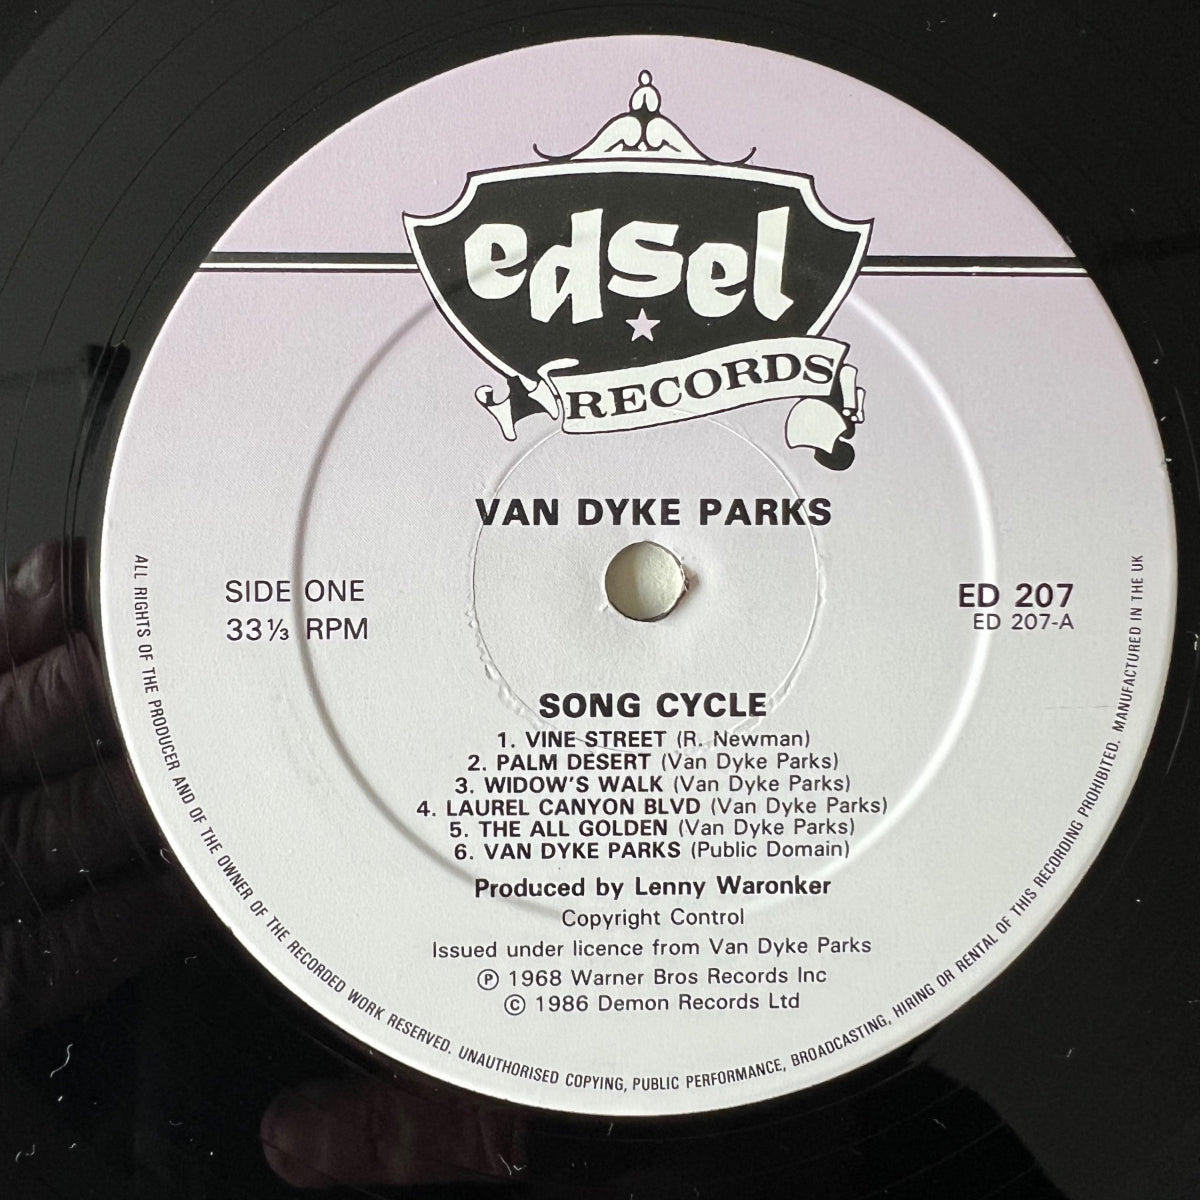 edsel
RECORDS
VAN DYKE PARKS
SIDE ONE
33⅓ RPM
ED 207
ED 207-A
SONG CYCLE
1. VINE STREET (R. Newman)
2. PALM DESERT (Van Dyke Parks)
3. WIDOW'S WALK (Van Dyke Parks)
4. LAUREL CANYON BLVD (Van Dyke Parks)
5. THE ALL GOLDEN (Van Dyke Parks)
6. VAN DYKE PARKS (Public Domain)
Produced by Lenny Waronker
Copyright Control
Issued under licence from Van Dyke Parks
Ⓟ 1968 Warner Bros Records Inc
© 1986 Demon Records Ltd
ALL RIGHTS OF THE PRODUCER AND OF THE OWNER OF THE RECORDED WORK RESERVED. UNAUTHORISED COPYING, PUBLIC PERFORMANCE, BROADCASTING, HIRING OR RENTAL OF THIS RECORDING PROHIBITED. MANUFACTURED IN THE UK